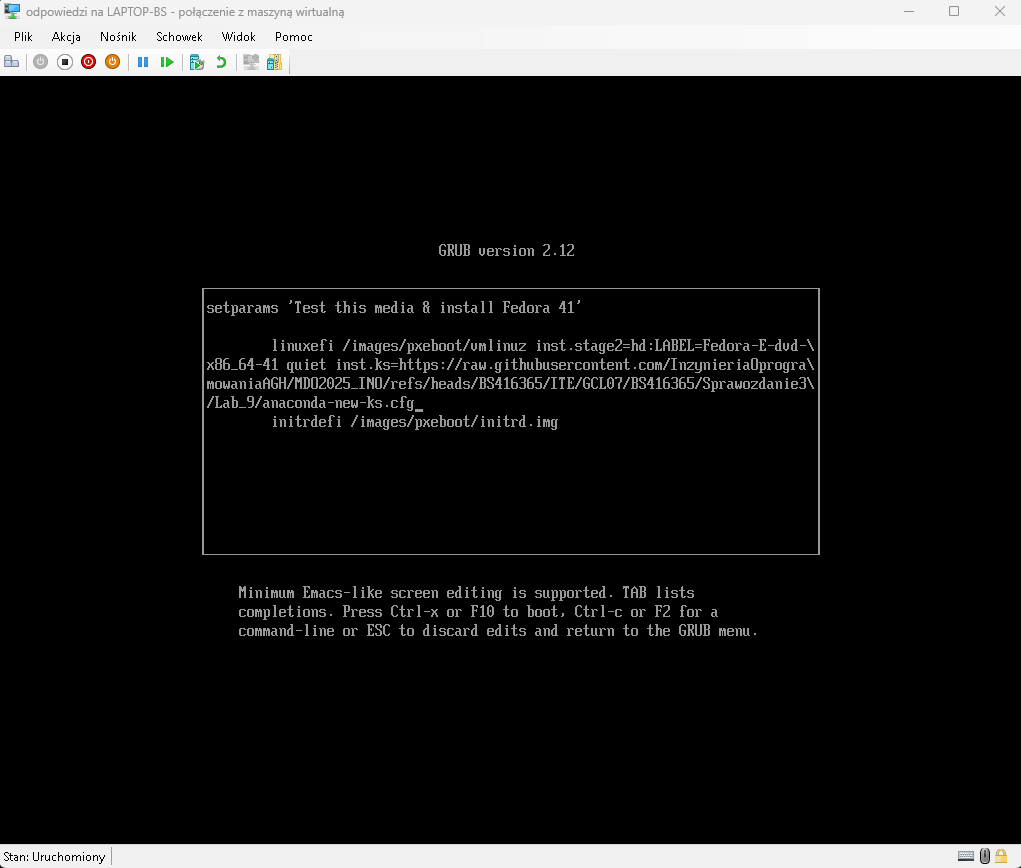 odpowiedzi na LAPTOP-BS - połączenie z maszyną wirtualną
Plik Akcja Nośnik Schowek Widok Pomoc
GRUB version 2.12
setparams 'Test this media & install Fedora 41'
linuxefi /images/pxeboot/vmlinuz inst.stage2=hd:LABEL=Fedora-E-dvd-\
x86_64-41 quiet inst.ks=https://raw.githubusercontent.com/InzynieriaOprogra\
mowaniaAGH/MDO2025_INO/refs/heads/BS416365/ITE/GCL07/BS416365/Sprawozdanie3\
/Lab_9/anaconda-new-ks.cfg
initrdefi /images/pxeboot/initrd.img
Minimum Emacs-like screen editing is supported. TAB lists
completions. Press Ctrl-x or F10 to boot, Ctrl-c or F2 for a
command-line or ESC to discard edits and return to the GRUB menu.
Stan: Uruchomiony